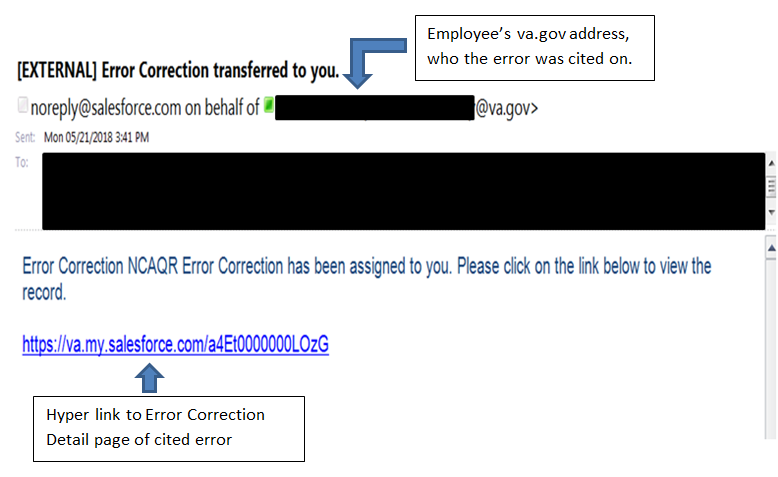 Employee's va.gov address,
who the error was cited on.
[EXTERNAL] Error Correction transferred to you.
noreply@salesforce.com on behalf of @va.gov>
Sent: Mon 05/21/2018 3:41 PM
To:
Error Correction NCAQR Error Correction has been assigned to you. Please click on the link below to view the
record.
https://va.my.salesforce.com/a4Et0000000LOzG
Hyper link to Error Correction
Detail page of cited error